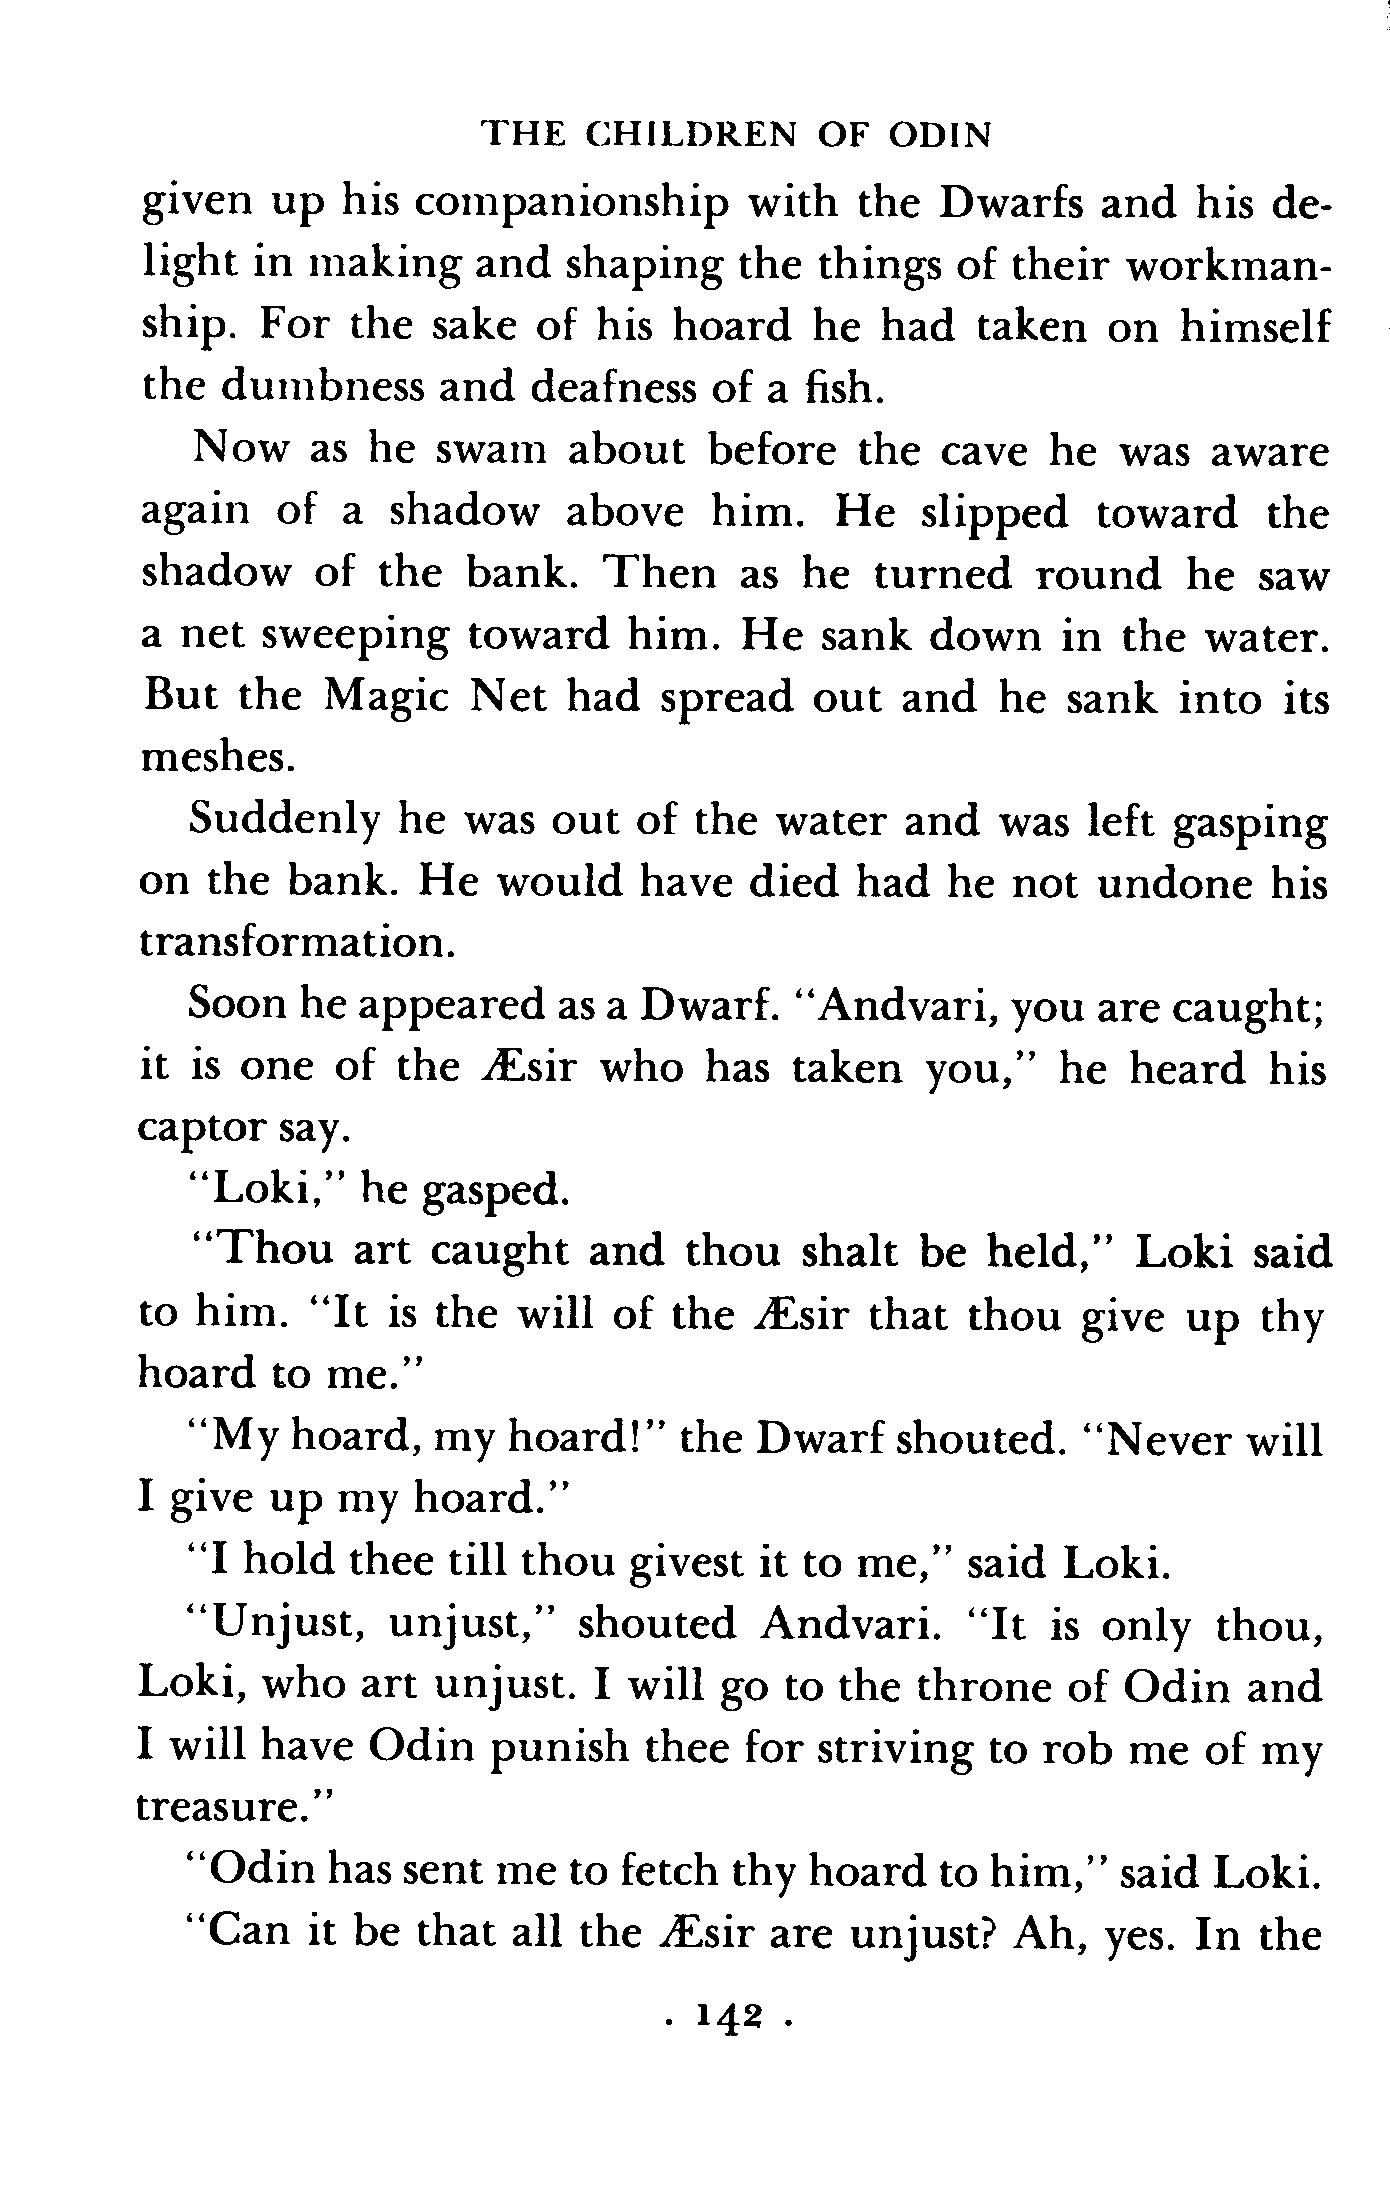 THE CHILDREN OF ODIN
given up his companionship with the Dwarfs and his de-
light in making and shaping the things of their workman-
ship. For the sake of his hoard he had taken on himself
the dumbness and deafness of a fish.
Now as he swam about before the cave he was aware
again of a shadow above him. He slipped toward the
shadow of the bank. Then as he turned round he saw
a net sweeping toward him. He sank down in the water.
But the Magic Net had spread out and he sank into its
meshes.
Suddenly he was out of the water and was left gasping
on the bank. He would have died had he not undone his
transformation.
Soon he appeared as a Dwarf. "Andvari, you are caught;
it is one of the Æsir who has taken you," he heard his
captor say.
"Loki," he gasped.
"Thou art caught and thou shalt be held," Loki said
to him. "It is the will of the Æsir that thou give up thy
hoard to me."
"My hoard, my hoard!" the Dwarf shouted. "Never will
I give up my hoard."
"I hold thee till thou givest it to me," said Loki.
"Unjust, unjust," shouted Andvari. "It is only thou,
Loki, who art unjust. I will go to the throne of Odin and
I will have Odin punish thee for striving to rob me of my
treasure."
"Odin has sent me to fetch thy hoard to him," said Loki.
"Can it be that all the Æsir are unjust? Ah, yes. In the
. 142 .